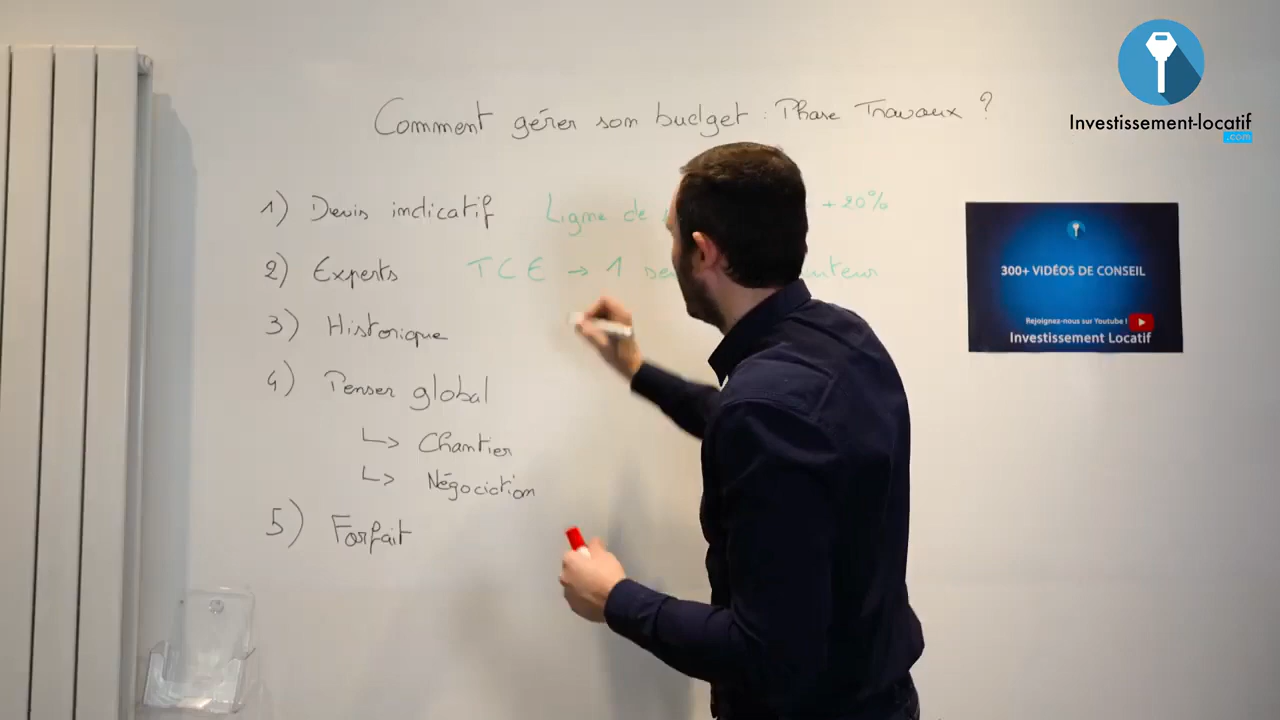 Comment gérer son budget : Phase Travaux ?
1) Devis indicatif Ligne de +20%
2) Experts TCE → 1 seu
3) Historique
4) Penser global
↳ Chantier
↳ Négociation
5) Forfait
Investissement-locatif
.com
300+ VIDÉOS DE CONSEIL
Rejoignez-nous sur Youtube !
Investissement Locatif